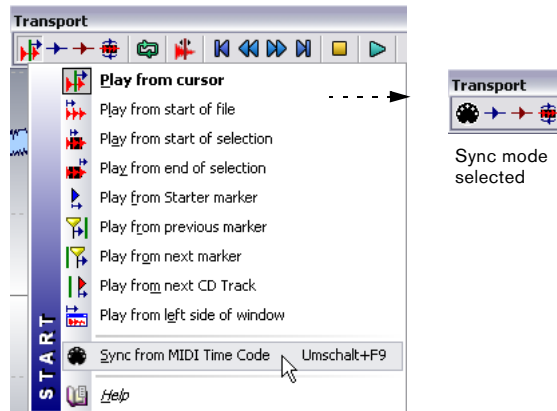 Transport
Play from cursor
Play from start of file
Play from start of selection
Play from end of selection
Play from Starter marker
Play from previous marker
Play from next marker
Play from next CD Track
Play from left side of window
Sync from MIDI Time Code Umschalt+F9
Help
START
Transport
Sync mode
selected